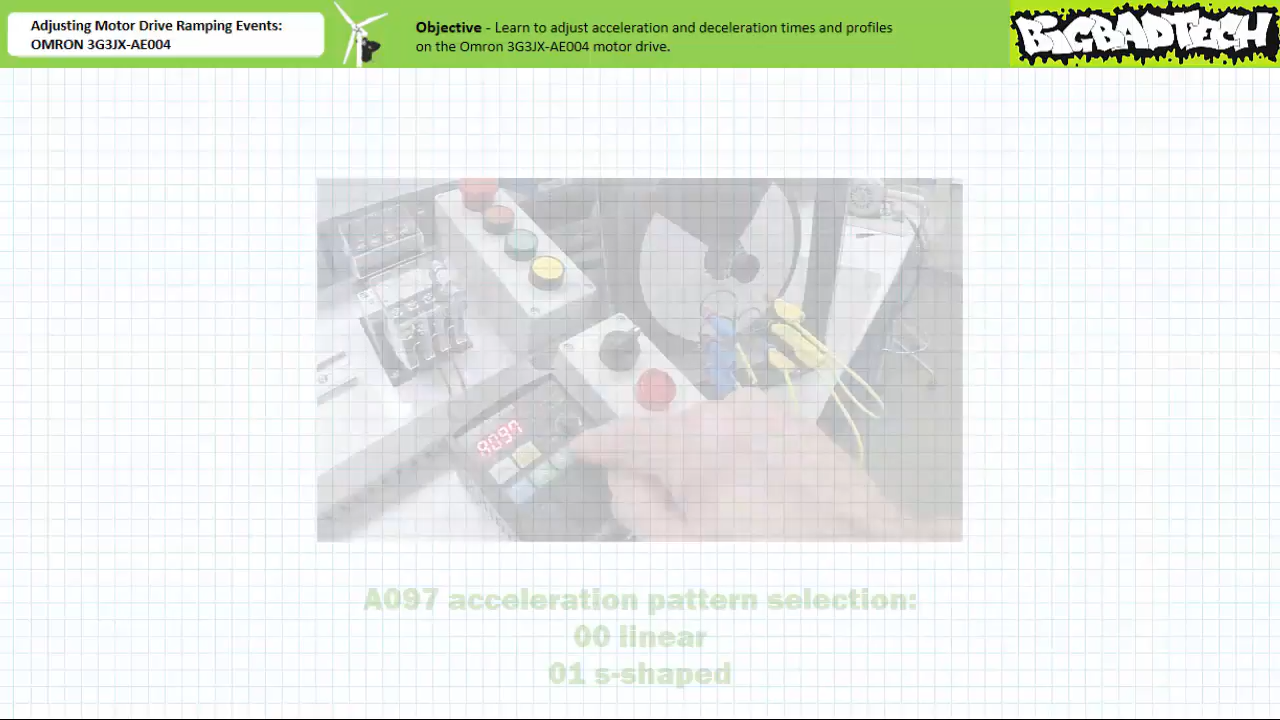 Adjusting Motor Drive Ramping Events:
OMRON 3G3JX-AE004
Objective - Learn to adjust acceleration and deceleration times and profiles
on the Omron 3G3JX-AE004 motor drive.
BIGBADTECH
A097
A097 acceleration pattern selection:
00 linear
01 s-shaped